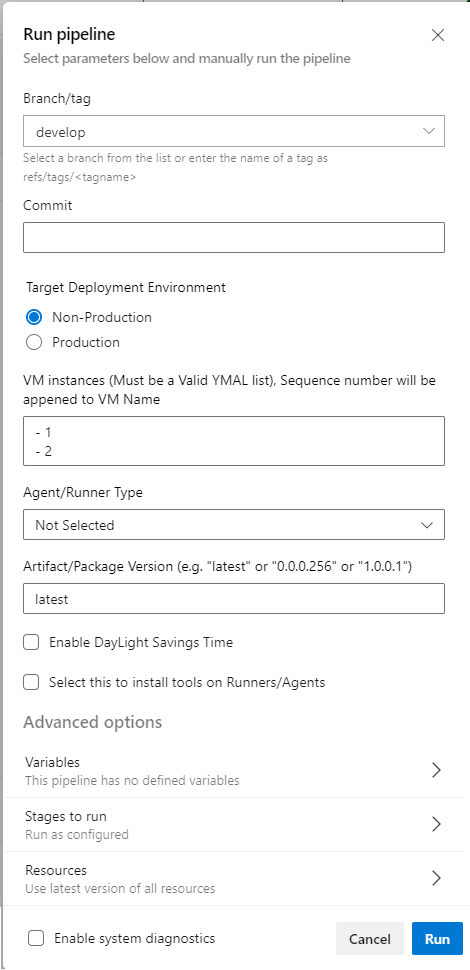 Run pipeline
Select parameters below and manually run the pipeline
Branch/tag
develop
Select a branch from the list or enter the name of a tag as
refs/tags/<tagname>
Commit
Target Deployment Environment
Non-Production
Production
VM instances (Must be a Valid YMAL list), Sequence number will be
appened to VM Name
- 1
- 2
Agent/Runner Type
Not Selected
Artifact/Package Version (e.g. "latest" or "0.0.0.256" or "1.0.0.1")
latest
Enable DayLight Savings Time
Select this to install tools on Runners/Agents
Advanced options
Variables
This pipeline has no defined variables
Stages to run
Run as configured
Resources
Use latest version of all resources
Enable system diagnostics
Cancel
Run